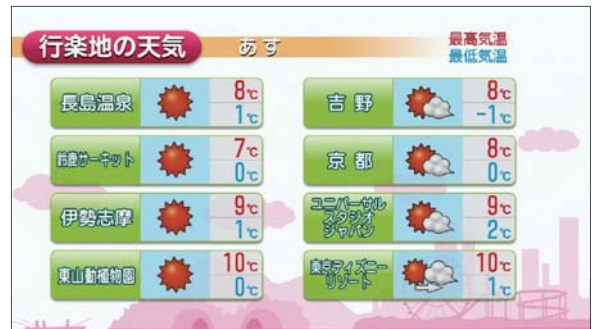 行楽地の天気
あす
最高気温
最低気温
長島温泉
8℃
1℃
鈴鹿サーキット
7℃
0℃
伊勢志摩
9℃
1℃
東山動植物園
10℃
0℃
吉野
8℃
-1℃
京都
8℃
0℃
ユニバーサル
スタジオ
ジャパン
9℃
2℃
東京ディズニー
リゾート
10℃
1℃